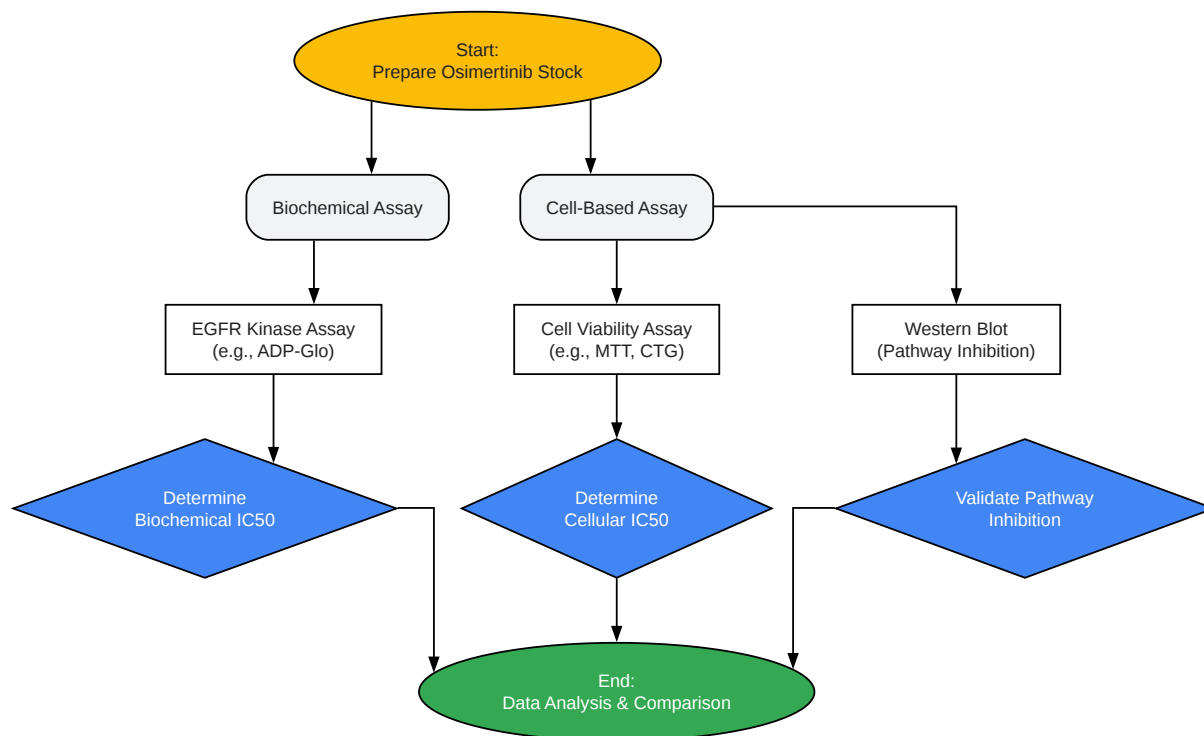 Start:
Prepare Osimertinib Stock
Biochemical Assay
Cell-Based Assay
EGFR Kinase Assay
(e.g., ADP-Glo)
Cell Viability Assay
(e.g., MTT, CTG)
Western Blot
(Pathway Inhibition)
Determine
Biochemical IC50
Determine
Cellular IC50
Validate Pathway
Inhibition
End:
Data Analysis & Comparison